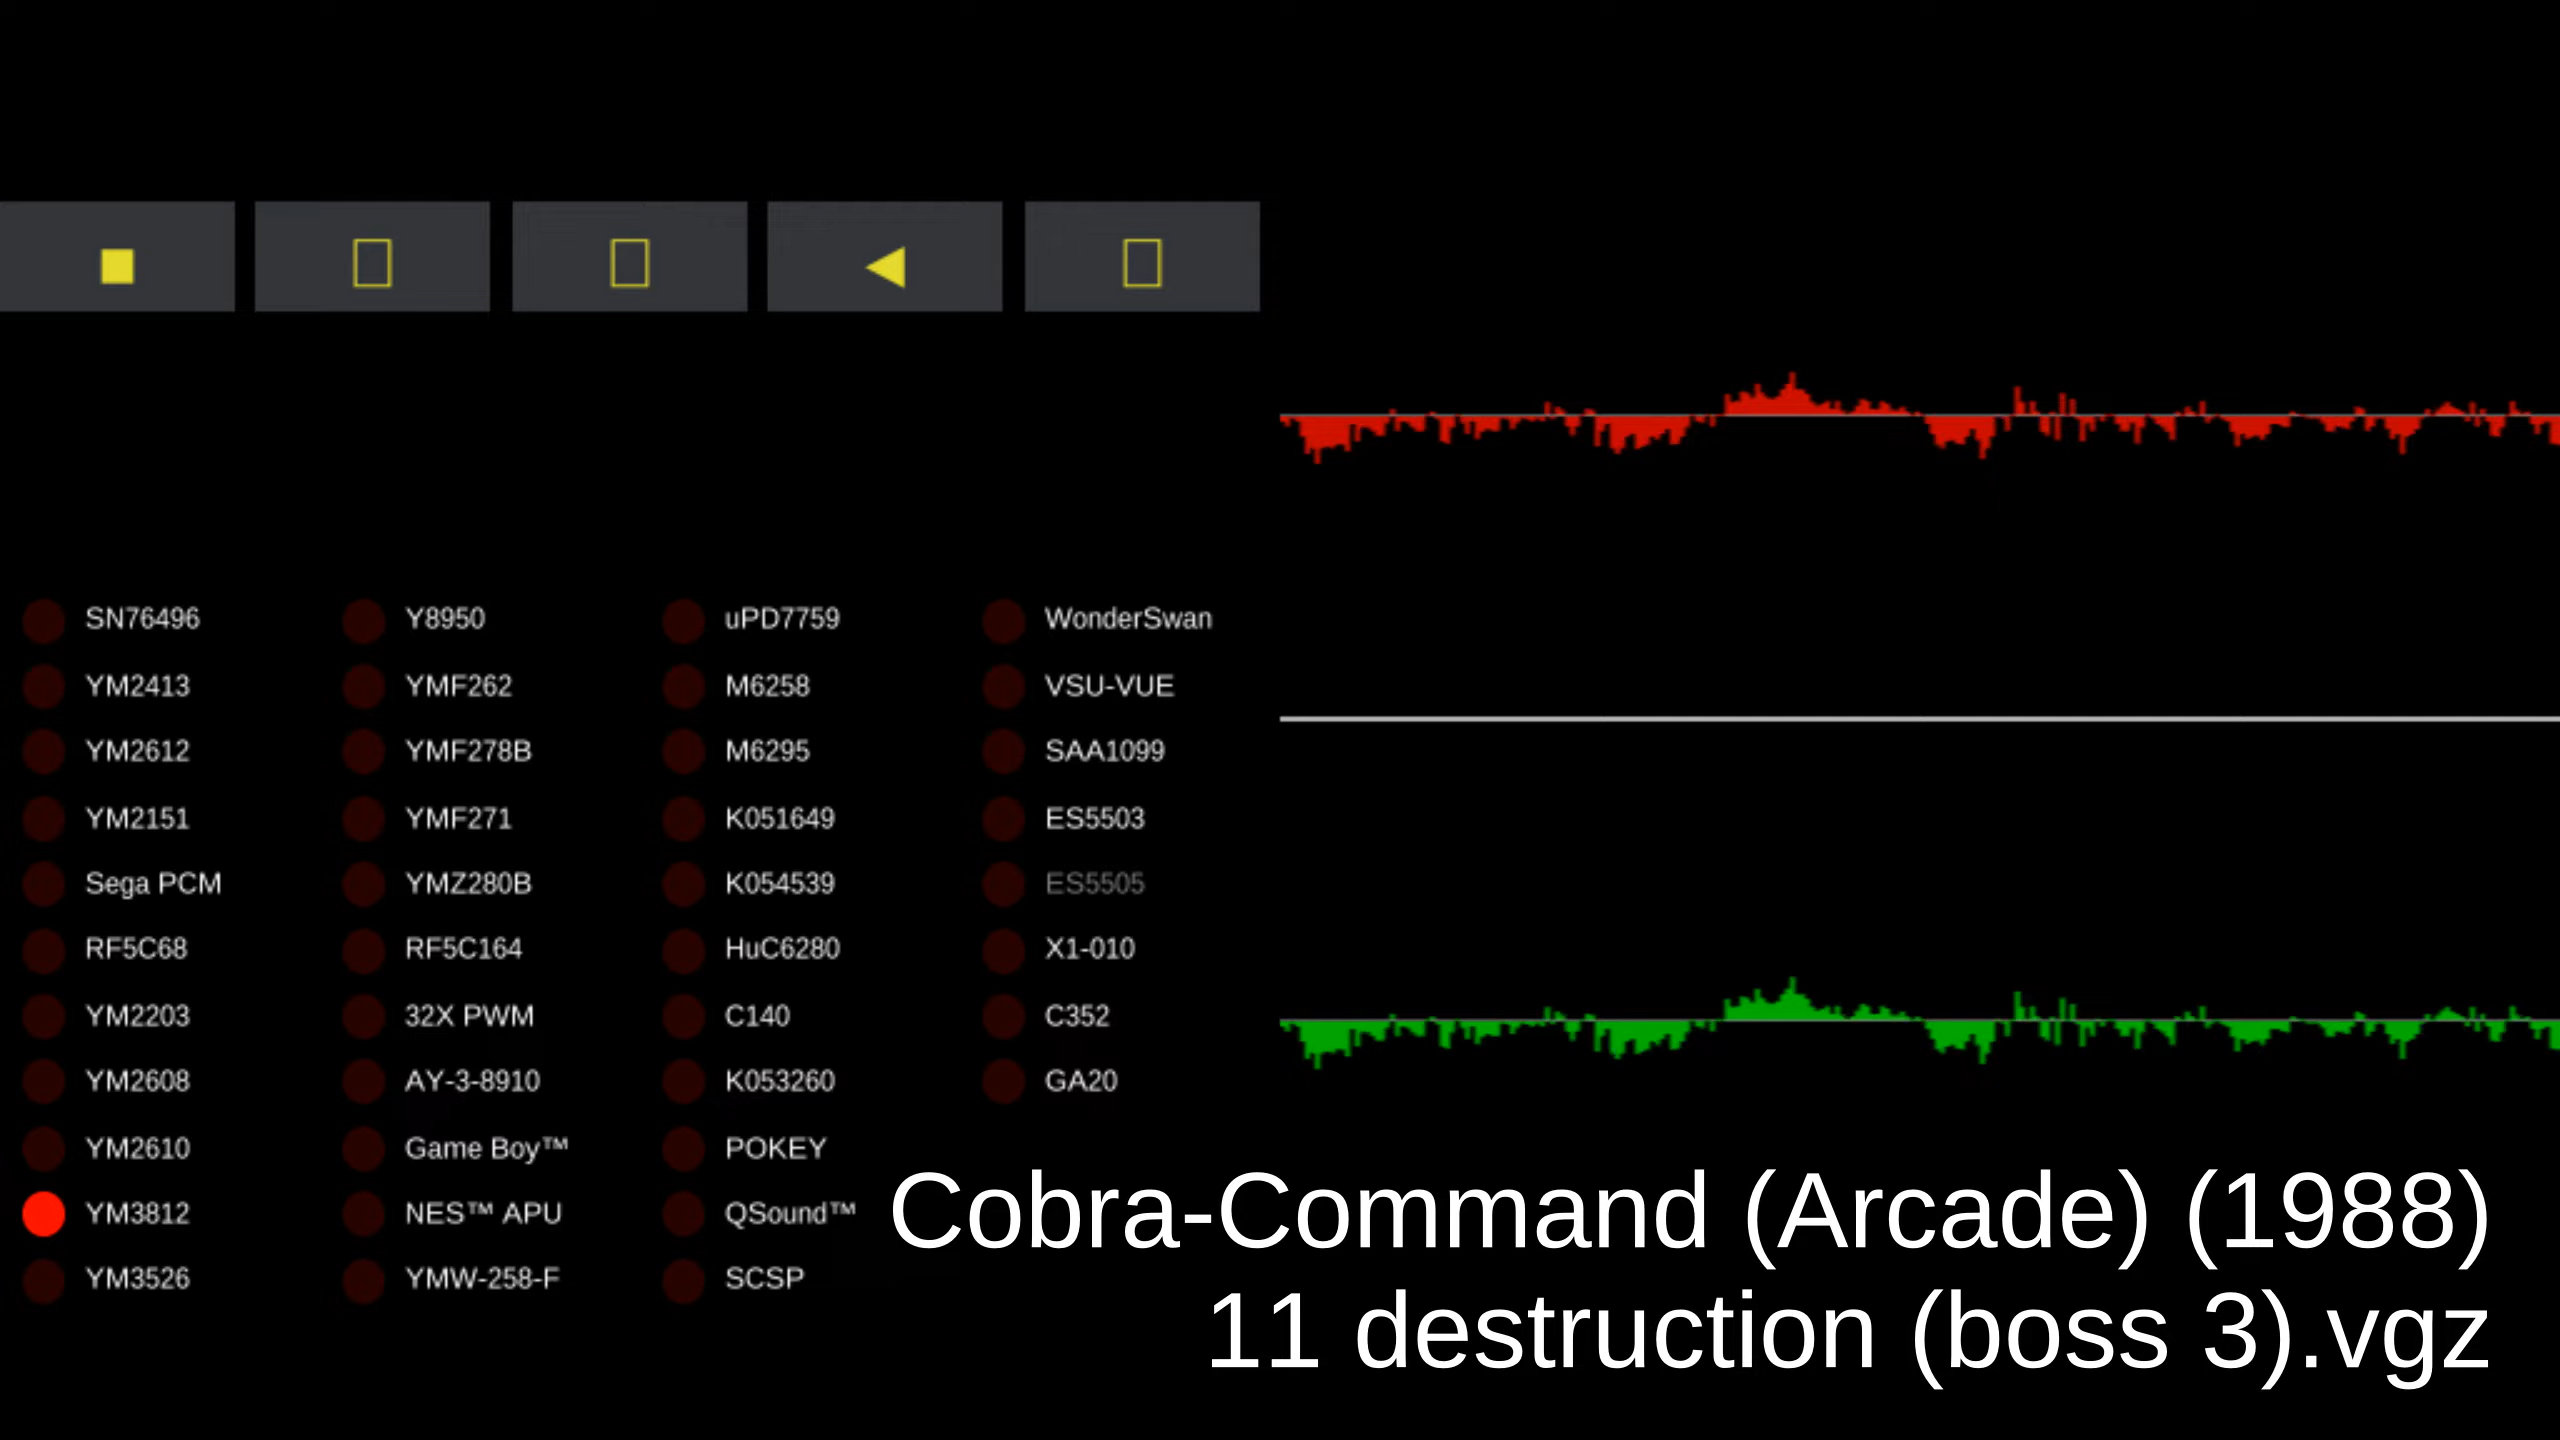 SN76496
YM2413
YM2612
YM2151
Sega PCM
RF5C68
YM2203
YM2608
YM2610
YM3812
YM3526
Y8950
YMF262
YMF278B
YMF271
YMZ280B
RF5C164
32X PWM
AY-3-8910
Game Boy™
NES™ APU
YMW-258-F
uPD7759
M6258
M6295
K051649
K054539
HuC6280
C140
K053260
POKEY
QSound™
SCSP
WonderSwan
VSU-VUE
SAA1099
ES5503
ES5505
X1-010
C352
GA20
Cobra-Command (Arcade) (1988)
11 destruction (boss 3).vgz